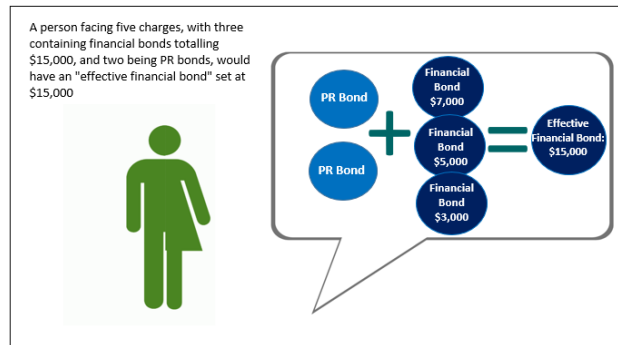 A person facing five charges, with three
containing financial bonds totalling
$15,000, and two being PR bonds, would
have an "effective financial bond" set at
$15,000
PR Bond
PR Bond
Financial
Bond
$7,000
Financial
Bond
$5,000
Financial
Bond
$3,000
Effective
Financial Bond:
$15,000